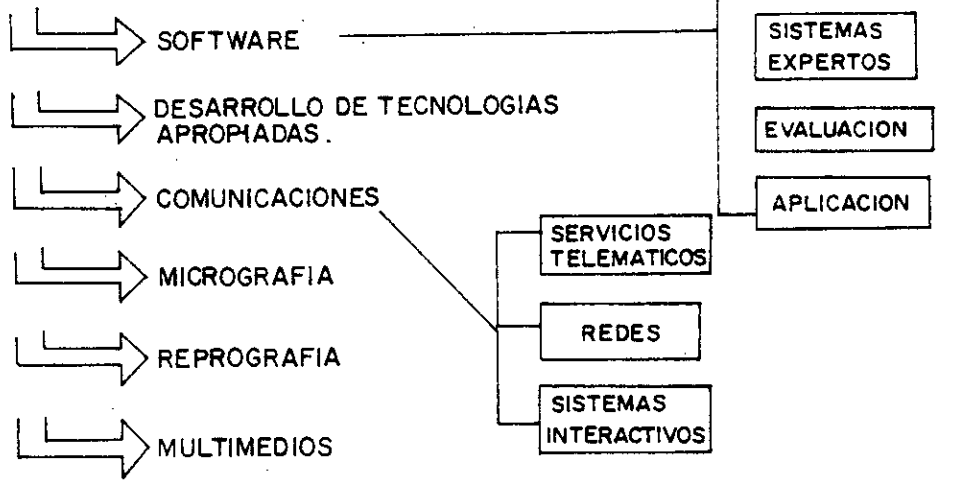 SOFTWARE
DESARROLLO DE TECNOLOGIAS
APROPIADAS.
COMUNICACIONES
MICROGRAFIA
REPROGRAFIA
MULTIMEDIOS
SISTEMAS
EXPERTOS
EVALUACION
APLICACION
SERVICIOS
TELEMATICOS
REDES
SISTEMAS
INTERACTIVOS